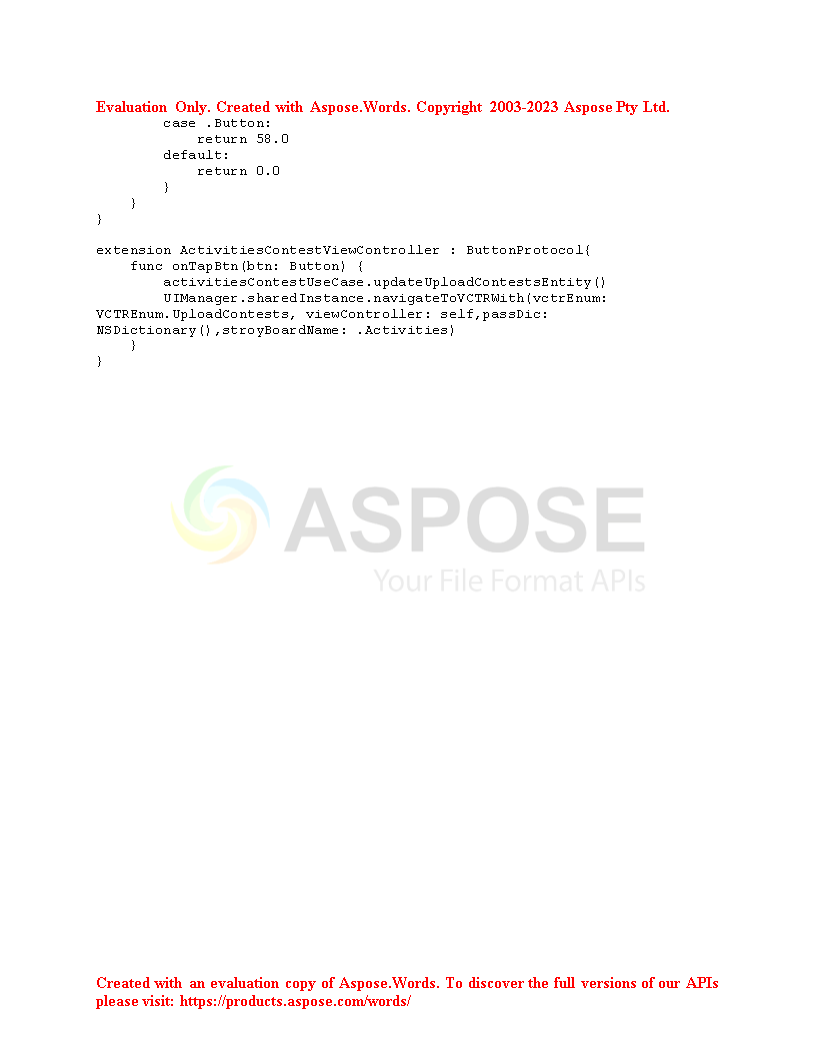 Evaluation Only. Created with Aspose.Words. Copyright 2003-2023 Aspose Pty Ltd.
        case .Button:
            return 58.0
        default:
            return 0.0
        }
    }
}

extension ActivitiesContestViewController : ButtonProtocol{
    func onTapBtn(btn: Button) {
        activitiesContestUseCase.updateUploadContestsEntity()
        UIManager.sharedInstance.navigateToVCTRWith(vctrEnum:
VCTREnum.UploadContests, viewController: self,passDic:
NSDictionary(),stroyBoardName: .Activities)
    }
}
ASPOSE
Your File Format APIs
Created with an evaluation copy of Aspose.Words. To discover the full versions of our APIs
please visit: https://products.aspose.com/words/